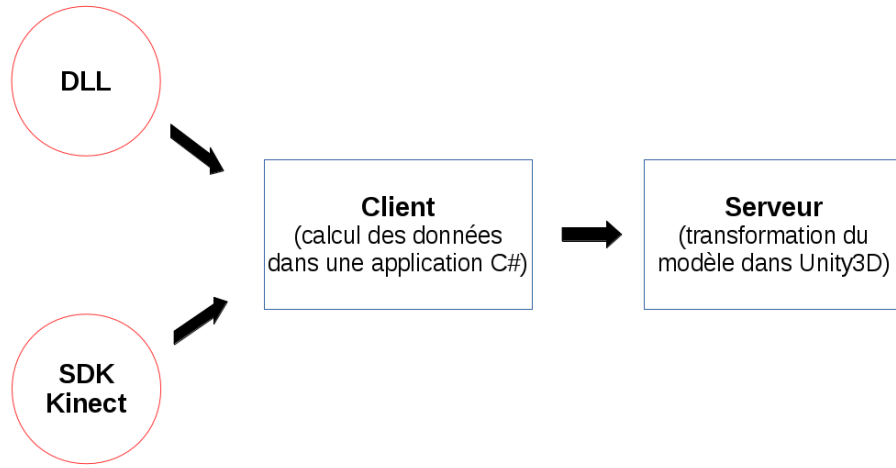 DLL
Client
(calcul des données
dans une application C#)
Serveur
(transformation du
modèle dans Unity3D)
SDK
Kinect